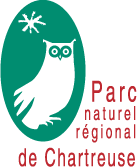 Parc
naturel
régional
de Chartreuse